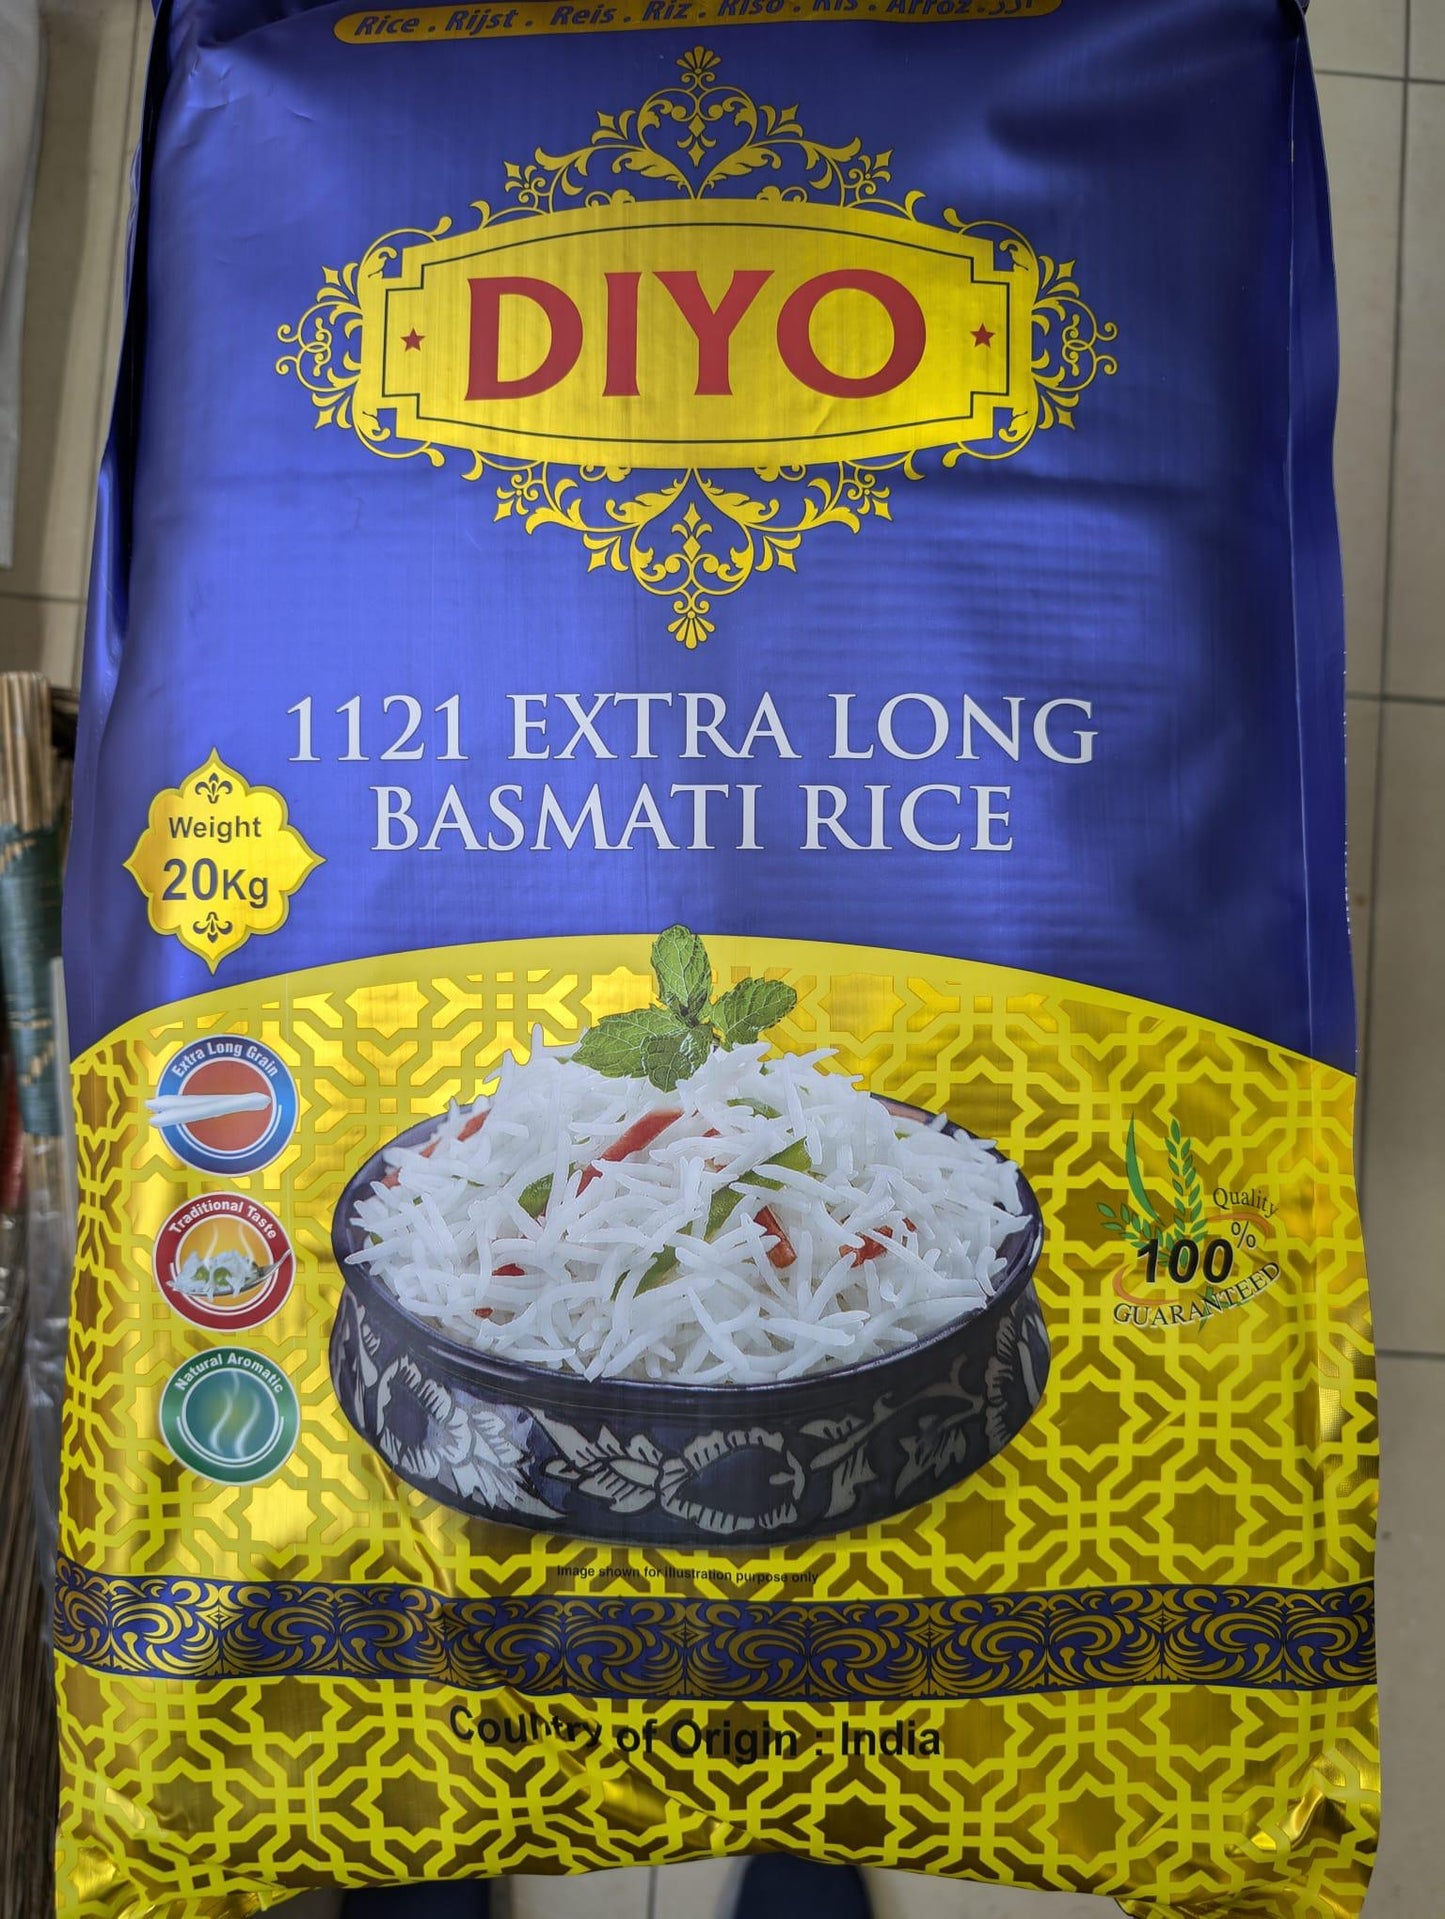 Rice . Rijst . Reis . Riz . Riso . Ris . Arroz . ارز
DIYO
1121 EXTRA LONG
BASMATI RICE
Weight
20Kg
Extra Long Grain
Traditional Taste
Natural Aromatic
Quality
100%
GUARANTEED
Image shown for illustration purpose only
Country of Origin : India